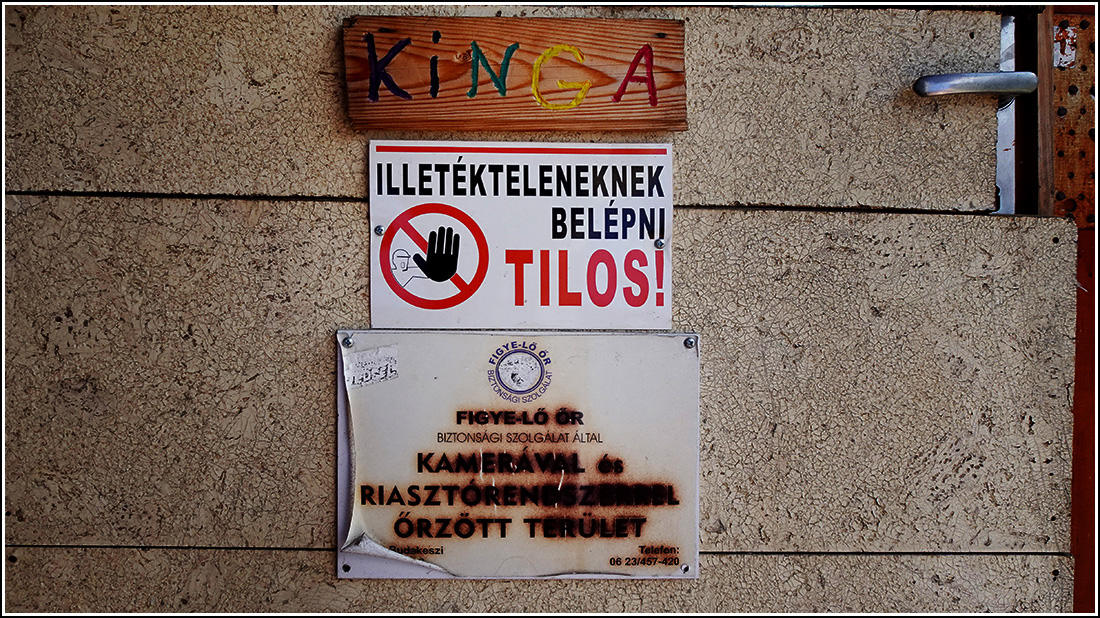 KiNGA
ILLETÉKTELENEKNEK
BELÉPNI
TILOS!
FIGYE-LŐ ŐR
BIZTONSÁGI SZOLGÁLAT
FIGYE-LŐ ŐR
BIZTONSÁGI SZOLGÁLAT ÁLTAL
KAMERÁVAL és
RIASZTÓRENDSZERREL
ŐRZÖTT TERÜLET
Budakeszi
Telefon:
06 23/457-420